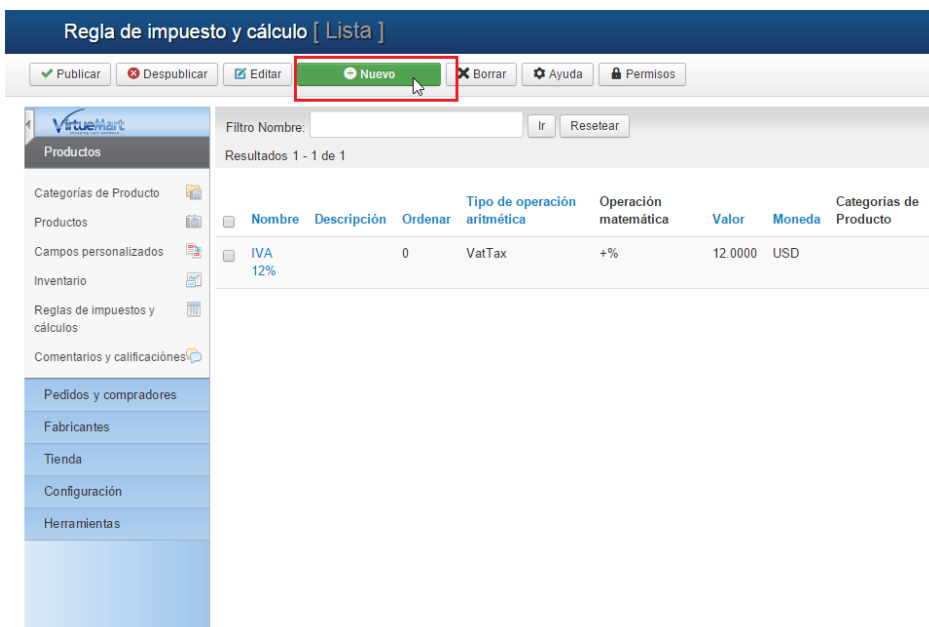 Regla de impuesto y cálculo [ Lista ]
Publicar Despublicar Editar Nuevo Borrar Ayuda Permisos
VirtueMart
Productos
Categorías de Producto
Productos
Campos personalizados
Inventario
Reglas de impuestos y
cálculos
Comentarios y calificaciónes
Pedidos y compradores
Fabricantes
Tienda
Configuración
Herramientas
Filtro Nombre: Ir Resetear
Resultados 1 - 1 de 1
Nombre Descripción Ordenar Tipo de operación aritmética Operación matemática Valor Moneda Categorías de Producto
IVA 12% 0 VatTax +% 12.0000 USD